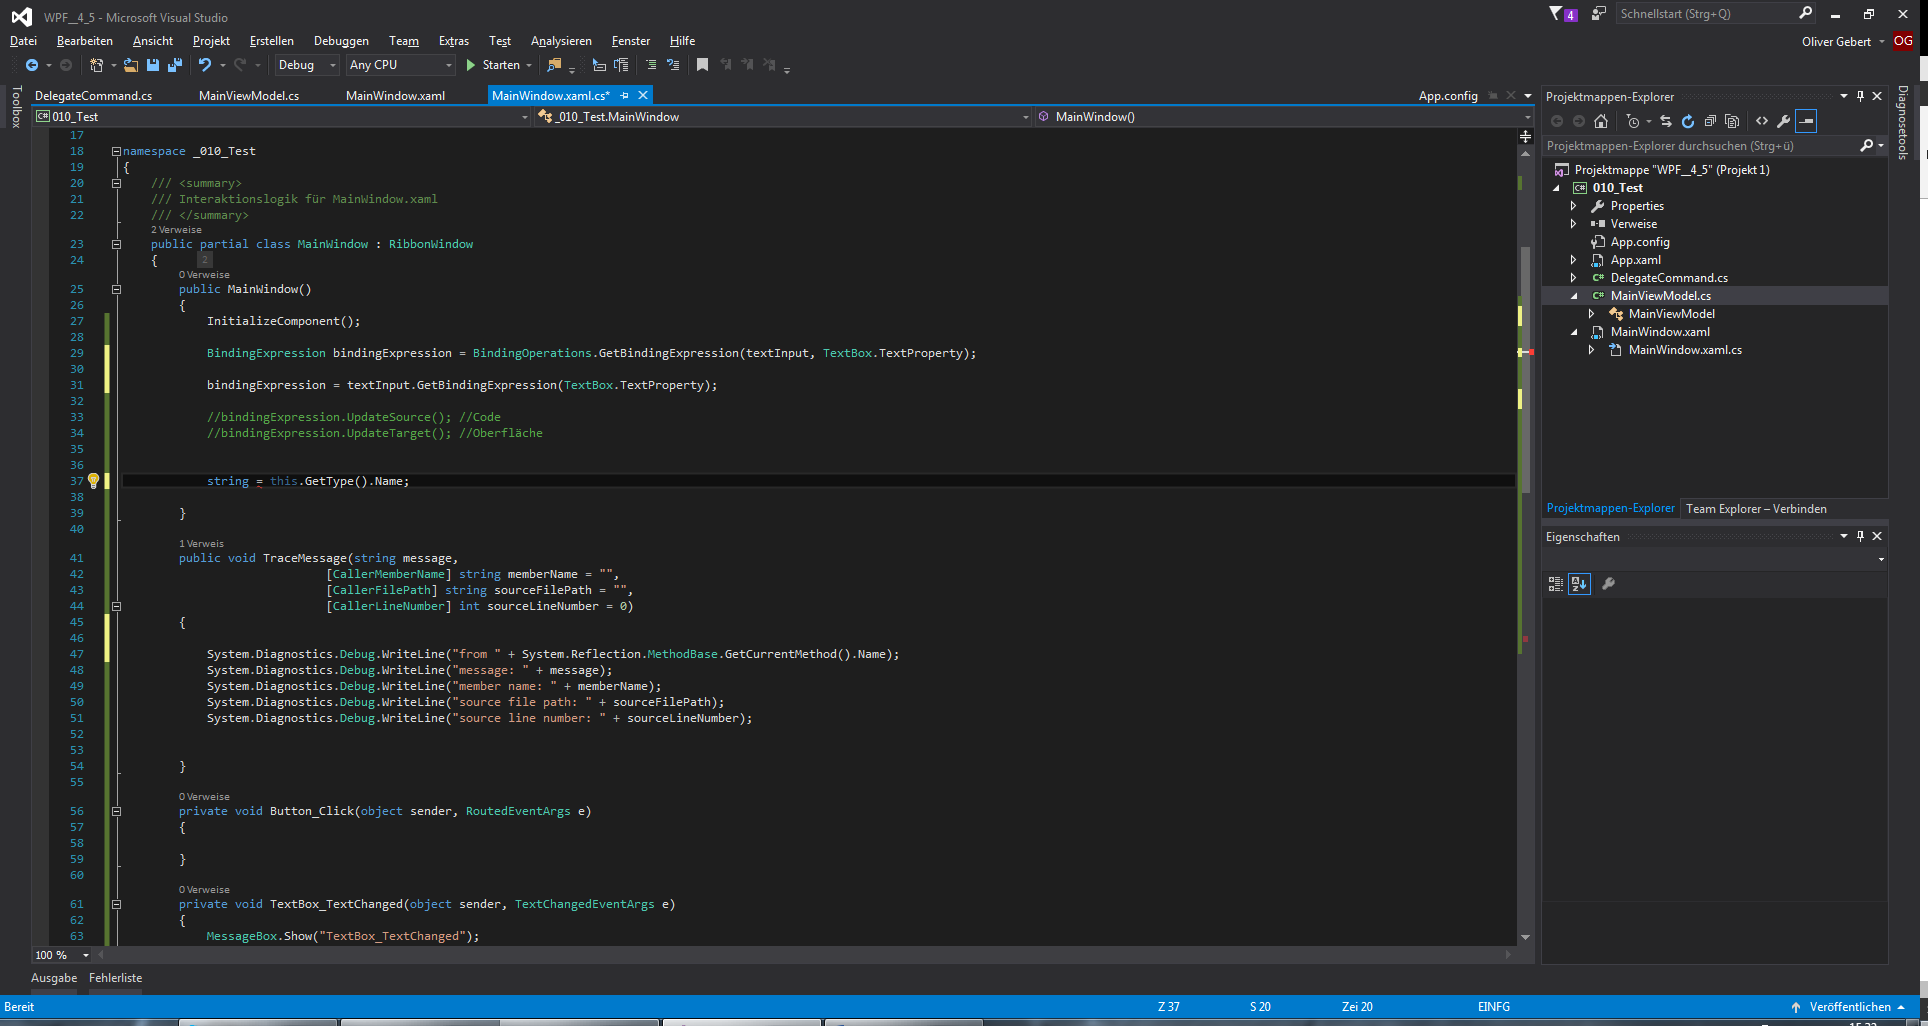 WPF__4_5 - Microsoft Visual Studio
4
Schnellstart (Strg+Q)
Datei Bearbeiten Ansicht Projekt Erstellen Debuggen Team Extras Test Analysieren Fenster Hilfe
Oliver Gebert OG
Debug Any CPU Starten
Toolbox
DelegateCommand.cs MainViewModel.cs MainWindow.xaml MainWindow.xaml.cs* App.config
C# 010_Test _010_Test.MainWindow MainWindow()
17
18 namespace _010_Test
19 {
20 /// <summary>
21 /// Interaktionslogik für MainWindow.xaml
22 /// </summary>
2 Verweise
23 public partial class MainWindow : RibbonWindow
24 { 2
0 Verweise
25 public MainWindow()
26 {
27 InitializeComponent();
28
29 BindingExpression bindingExpression = BindingOperations.GetBindingExpression(textInput, TextBox.TextProperty);
30
31 bindingExpression = textInput.GetBindingExpression(TextBox.TextProperty);
32
33 //bindingExpression.UpdateSource(); //Code
34 //bindingExpression.UpdateTarget(); //Oberfläche
35
36
37 string = this.GetType().Name;
38
39 }
40
1 Verweis
41 public void TraceMessage(string message,
42 [CallerMemberName] string memberName = "",
43 [CallerFilePath] string sourceFilePath = "",
44 [CallerLineNumber] int sourceLineNumber = 0)
45 {
46
47 System.Diagnostics.Debug.WriteLine("from " + System.Reflection.MethodBase.GetCurrentMethod().Name);
48 System.Diagnostics.Debug.WriteLine("message: " + message);
49 System.Diagnostics.Debug.WriteLine("member name: " + memberName);
50 System.Diagnostics.Debug.WriteLine("source file path: " + sourceFilePath);
51 System.Diagnostics.Debug.WriteLine("source line number: " + sourceLineNumber);
52
53
54 }
55
0 Verweise
56 private void Button_Click(object sender, RoutedEventArgs e)
57 {
58
59 }
60
0 Verweise
61 private void TextBox_TextChanged(object sender, TextChangedEventArgs e)
62 {
63 MessageBox.Show("TextBox_TextChanged");
100 %
Ausgabe Fehlerliste
Projektmappen-Explorer
Projektmappen-Explorer durchsuchen (Strg+ü)
Projektmappe "WPF__4_5" (Projekt 1)
C# 010_Test
Properties
Verweise
App.config
App.xaml
C# DelegateCommand.cs
C# MainViewModel.cs
MainViewModel
MainWindow.xaml
MainWindow.xaml.cs
Projektmappen-Explorer Team Explorer – Verbinden
Eigenschaften
Diagnosetools
Bereit Z 37 S 20 Zei 20 EINFG Veröffentlichen